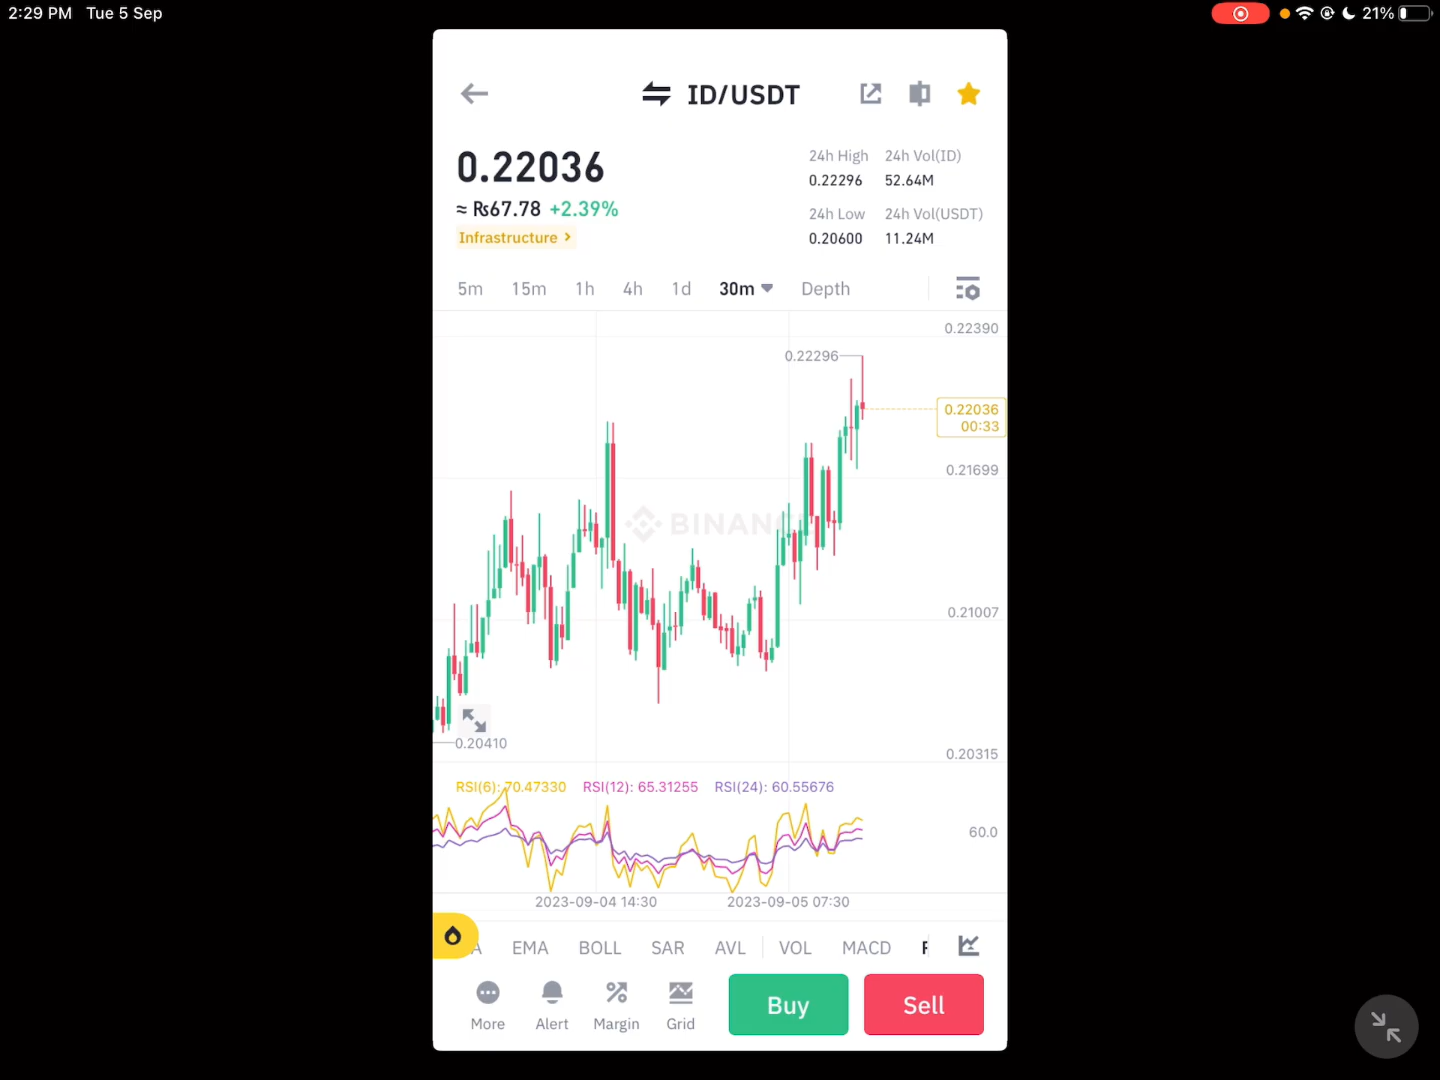 2:29 PM Tue 5 Sep
21%
ID/USDT
0.22036
≈ ₨67.78 +2.39%
Infrastructure >
24h High 24h Vol(ID)
0.22296 52.64M
24h Low 24h Vol(USDT)
0.20600 11.24M
5m 15m 1h 4h 1d 30m Depth
0.22390
0.22296
0.22036
00:33
0.21699
BINANC
0.21007
0.20410
0.20315
RSI(6): 70.47330 RSI(12): 65.31255 RSI(24): 60.55676
60.0
2023-09-04 14:30 2023-09-05 07:30
A EMA BOLL SAR AVL VOL MACD
More Alert Margin Grid Buy Sell